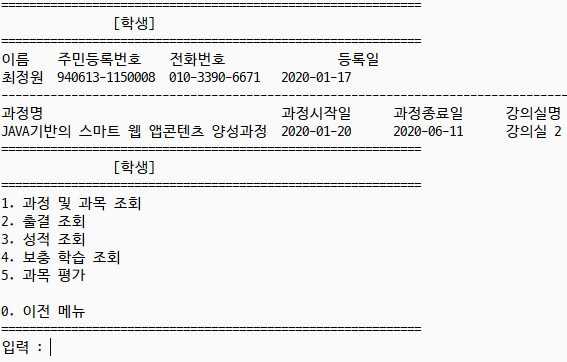 ============================================================
[학생]
============================================================
이름 주민등록번호 전화번호 등록일
최정원 940613-1150008 010-3390-6671 2020-01-17
---------------------------------------------------------------------------------
과정명 과정시작일 과정종료일 강의실명
JAVA기반의 스마트 웹 앱콘텐츠 양성과정 2020-01-20 2020-06-11 강의실 2
============================================================
[학생]
============================================================
1. 과정 및 과목 조회
2. 출결 조회
3. 성적 조회
4. 보충 학습 조회
5. 과목 평가
0. 이전 메뉴
============================================================
입력 :